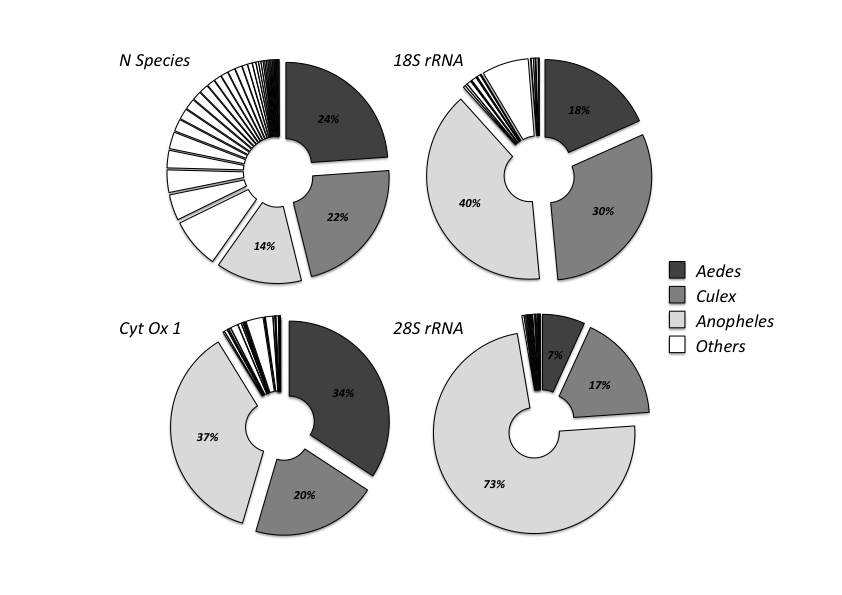 N Species
24%
22%
14%
18S rRNA
18%
30%
40%
Cyt Ox 1
34%
20%
37%
28S rRNA
7%
17%
73%
Aedes
Culex
Anopheles
Others